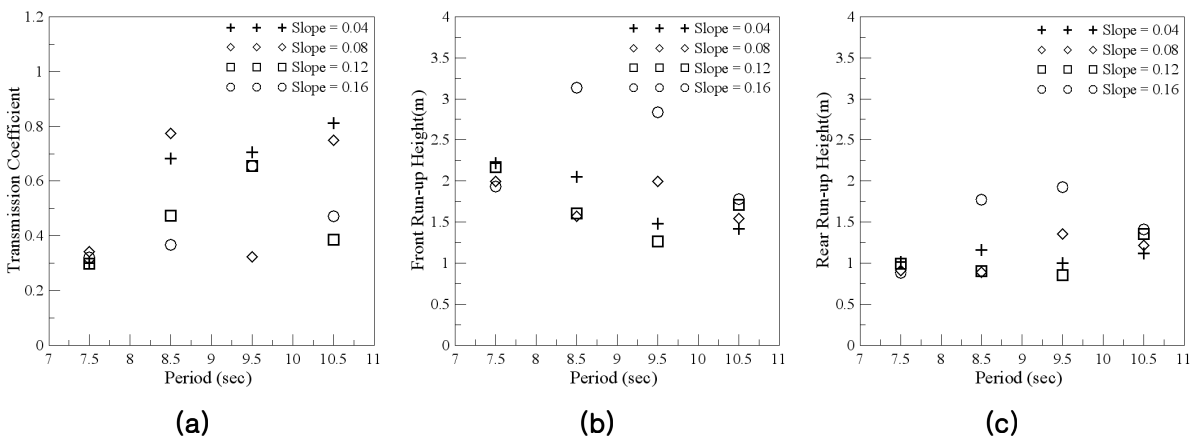 Transmission Coefficient
1.2
1
0.8
0.6
0.4
0.2
0
7 7.5 8 8.5 9 9.5 10 10.5 11
Period (sec)
Slope = 0.04
Slope = 0.08
Slope = 0.12
Slope = 0.16
(a)
Front Run-up Height(m)
4
3.5
3
2.5
2
1.5
1
0.5
0
7 7.5 8 8.5 9 9.5 10 10.5 11
Period (sec)
Slope = 0.04
Slope = 0.08
Slope = 0.12
Slope = 0.16
(b)
Rear Run-up Height(m)
4
3.5
3
2.5
2
1.5
1
0.5
0
7 7.5 8 8.5 9 9.5 10 10.5 11
Period (sec)
Slope = 0.04
Slope = 0.08
Slope = 0.12
Slope = 0.16
(c)